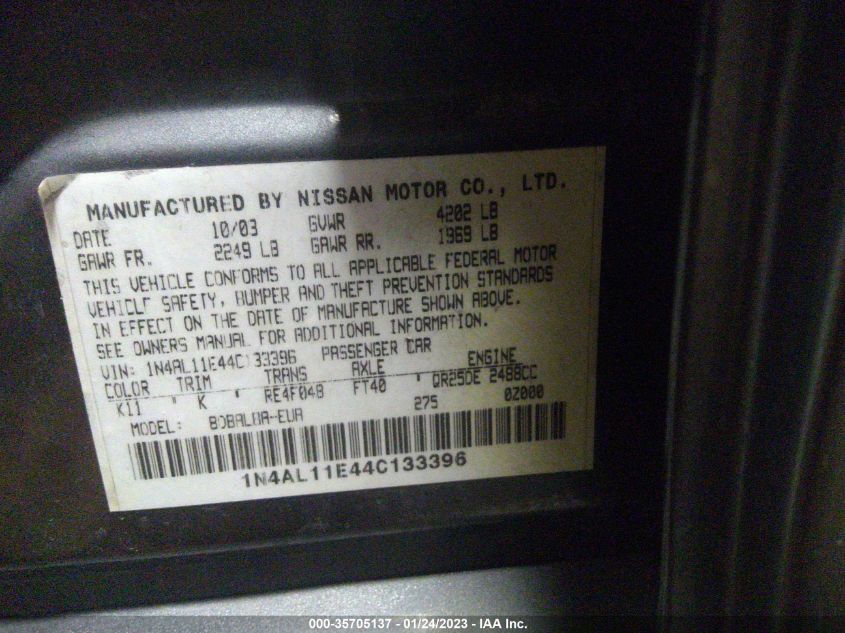 MANUFACTURED BY NISSAN MOTOR CO., LTD.
DATE 10/03 GVWR 4202 LB
GAWR FR. 2249 LB GAWR RR. 1969 LB
THIS VEHICLE CONFORMS TO ALL APPLICABLE FEDERAL MOTOR
VEHICLE SAFETY, BUMPER AND THEFT PREVENTION STANDARDS
IN EFFECT ON THE DATE OF MANUFACTURE SHOWN ABOVE.
SEE OWNERS MANUAL FOR ADDITIONAL INFORMATION.
VIN: 1N4AL11E44C133396 PASSENGER CAR
COLOR TRIM TRANS AXLE ENGINE
K11 K RE4F04B FT40 QR25DE 2488CC
MODEL: 275 0Z000
1N4AL11E44C133396
000-35705137 - 01/24/2023 - IAA Inc.